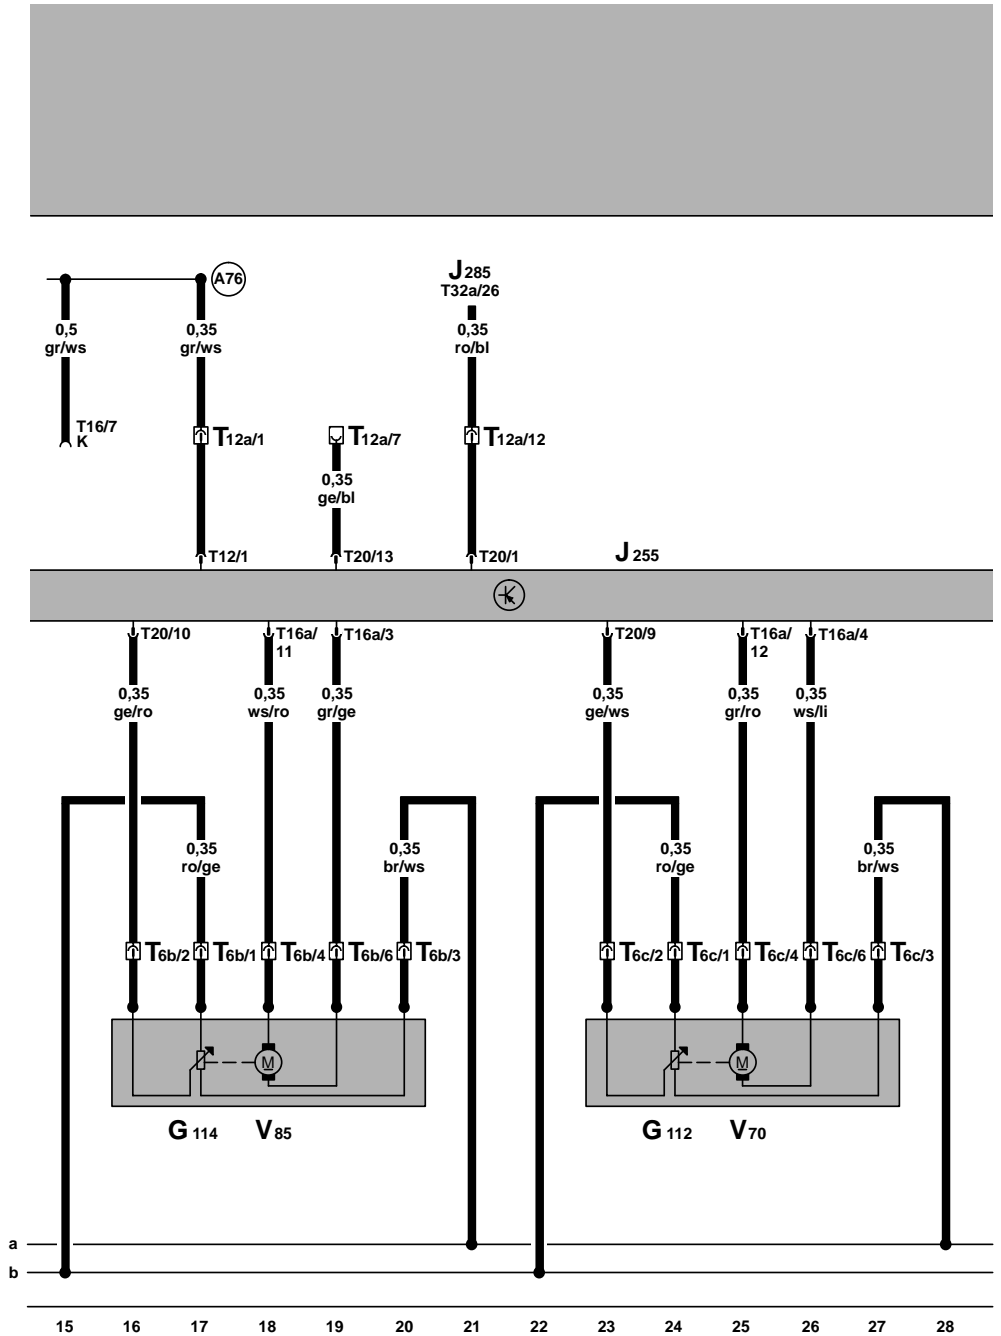 A76
J285
T32a/26
0,5
gr/ws
0,35
gr/ws
0,35
ro/bl
T16/7
K
T12a/1
T12a/7
T12a/12
0,35
ge/bl
T12/1
T20/13
T20/1
J255
T20/10
T16a/
11
T16a/3
T20/9
T16a/
12
T16a/4
0,35
ge/ro
0,35
ws/ro
0,35
gr/ge
0,35
ge/ws
0,35
gr/ro
0,35
ws/li
0,35
ro/ge
0,35
br/ws
0,35
ro/ge
0,35
br/ws
T6b/2
T6b/1
T6b/4
T6b/6
T6b/3
T6c/2
T6c/1
T6c/4
T6c/6
T6c/3
M
M
G114
V85
G112
V70
a
b
15 16 17 18 19 20 21 22 23 24 25 26 27 28